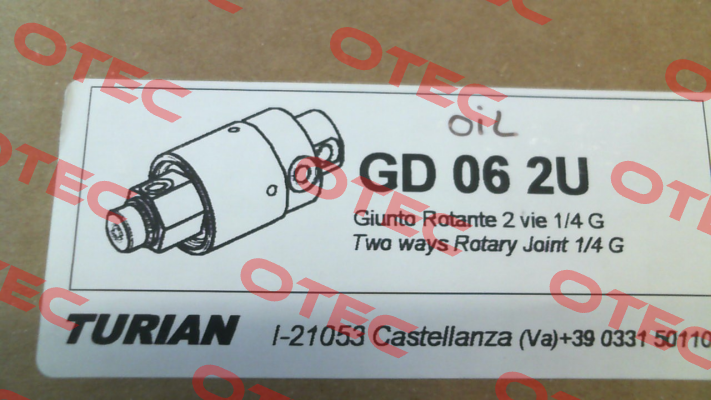 OIL
GD 06 2U
Giunto Rotante 2 vie 1/4 G
Two ways Rotary Joint 1/4 G
TURIAN I-21053 Castellanza (Va)+39 0331 50110
OTEC